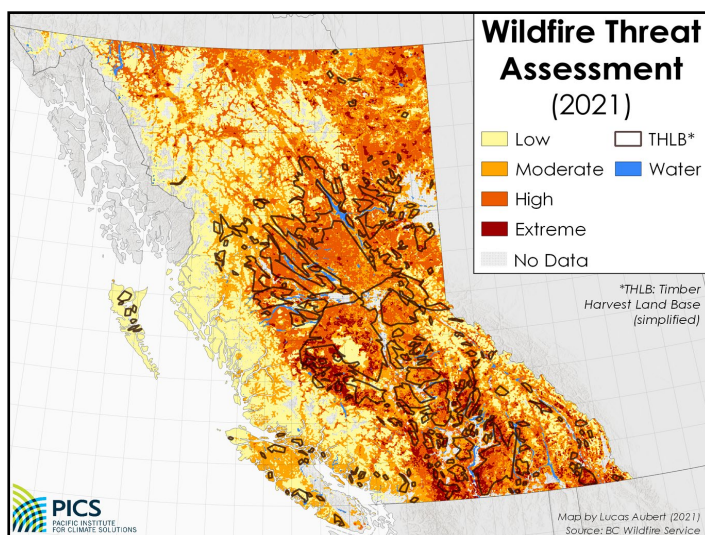 Wildfire Threat
Assessment
(2021)
Low
THLB*
Moderate
Water
High
Extreme
No Data
*THLB: Timber
Harvest Land Base
(simplified)
PICS
PACIFIC INSTITUTE
FOR CLIMATE SOLUTIONS
Map by Lucas Aubert (2021)
Source: BC Wildfire Service